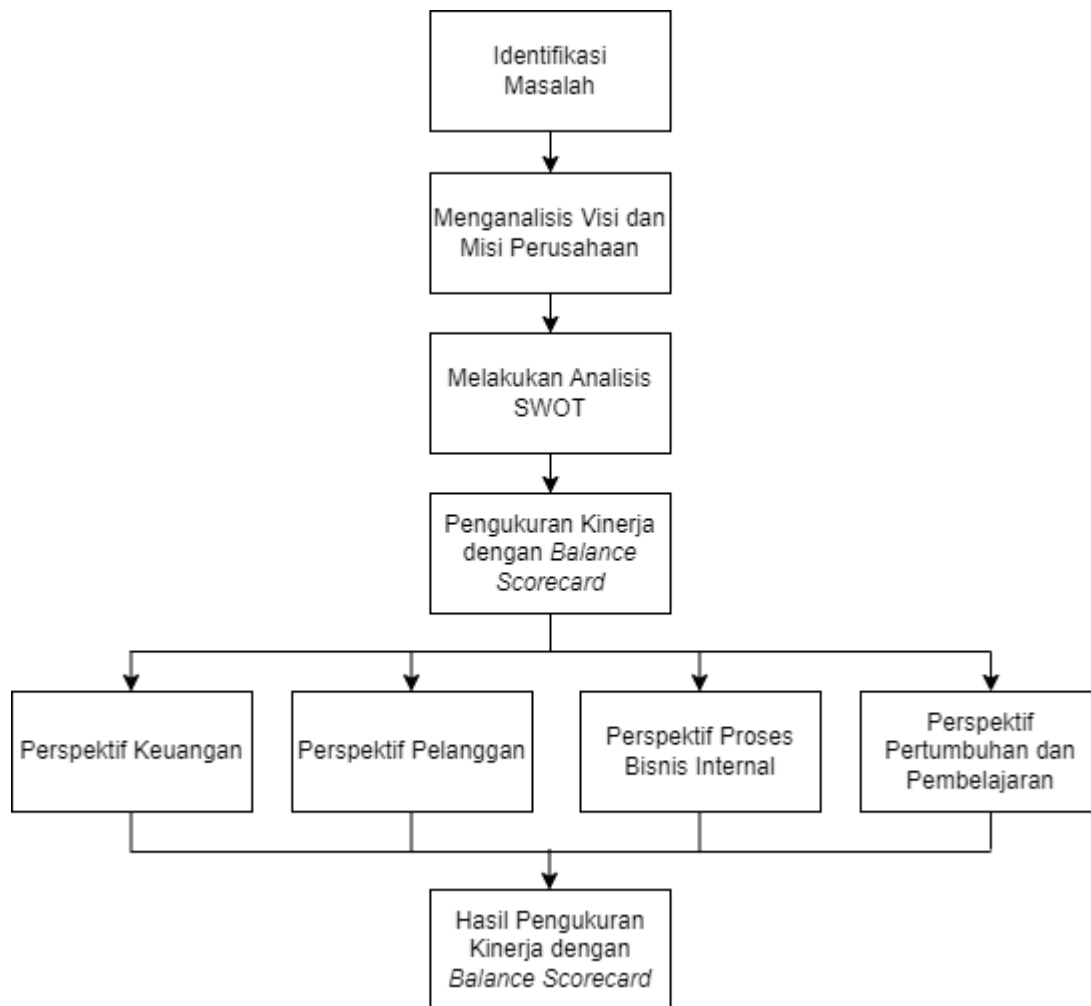 Identifikasi
Masalah
Menganalisis Visi dan
Misi Perusahaan
Melakukan Analisis
SWOT
Pengukuran Kinerja
dengan Balance
Scorecard
Perspektif Keuangan
Perspektif Pelanggan
Perspektif Proses
Bisnis Internal
Perspektif
Pertumbuhan dan
Pembelajaran
Hasil Pengukuran
Kinerja dengan
Balance Scorecard